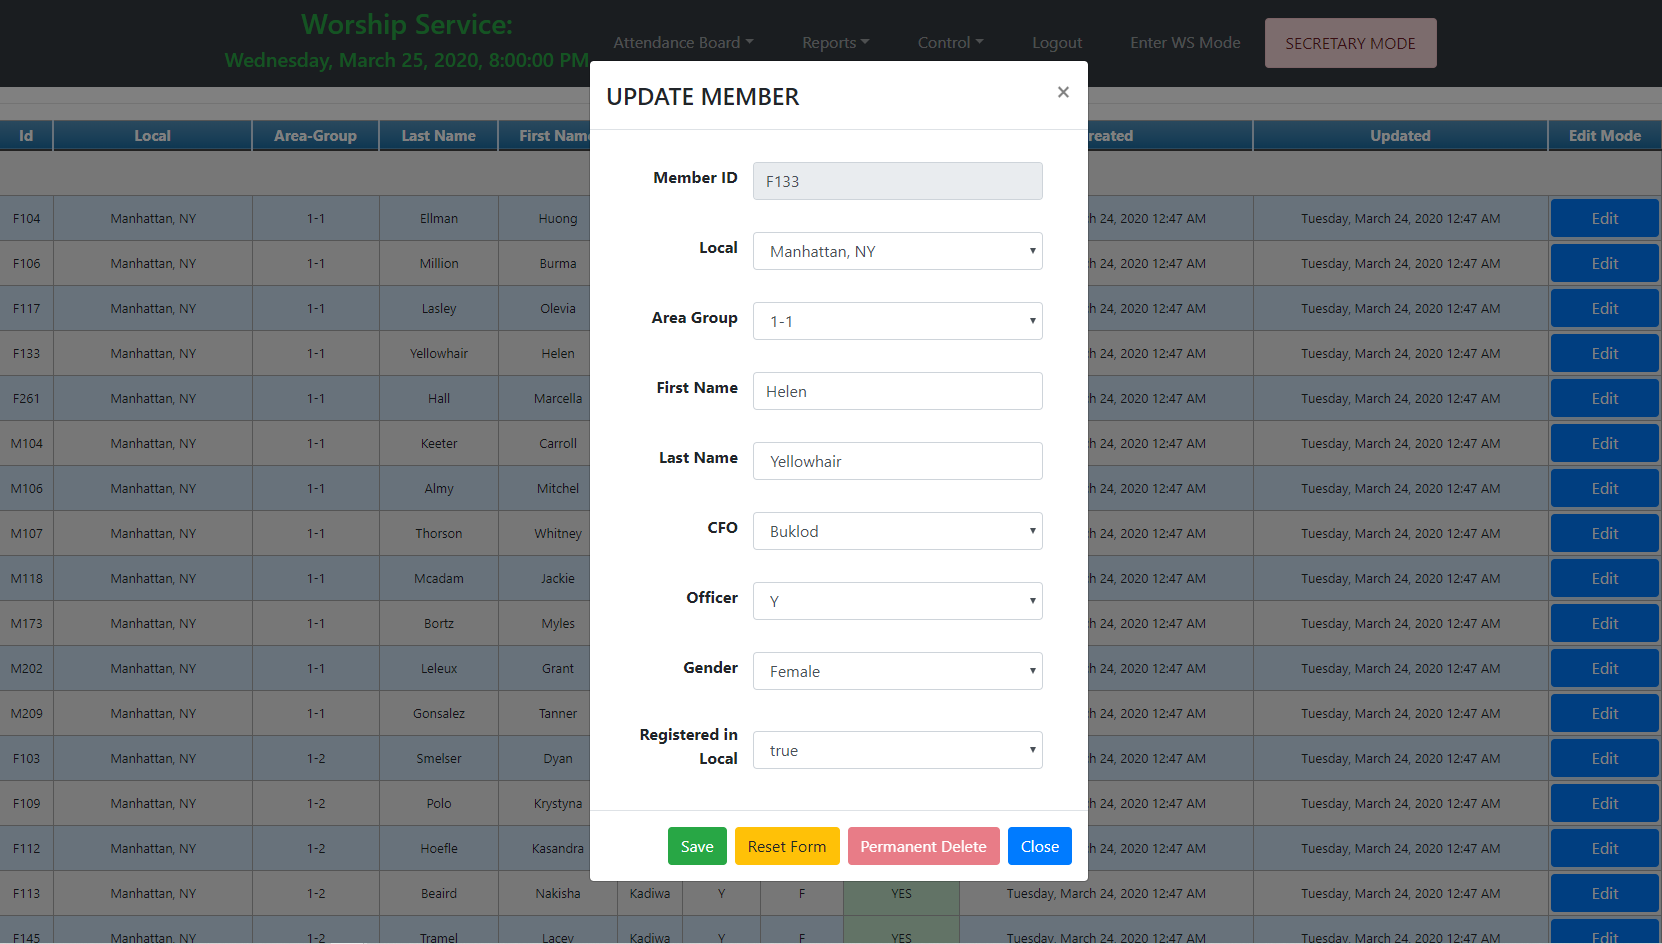 Worship Service:
Wednesday, March 25, 2020, 8:00:00 PM
Attendance Board Reports Control Logout Enter WS Mode SECRETARY MODE
UPDATE MEMBER ×
Id Local Area-Group Last Name First Updated Edit Mode
Member ID F133
F104 Manhattan, NY 1-1 Ellman Huong 24, 2020 12:47 AM Tuesday, March 24, 2020 12:47 AM Edit
Local Manhattan, NY
F106 Manhattan, NY 1-1 Million Burma 24, 2020 12:47 AM Tuesday, March 24, 2020 12:47 AM Edit
F117 Manhattan, NY 1-1 Lasley Olevia 24, 2020 12:47 AM Tuesday, March 24, 2020 12:47 AM Edit
Area Group 1-1
F133 Manhattan, NY 1-1 Yellowhair Helen 24, 2020 12:47 AM Tuesday, March 24, 2020 12:47 AM Edit
First Name Helen
F261 Manhattan, NY 1-1 Hall Marcella 24, 2020 12:47 AM Tuesday, March 24, 2020 12:47 AM Edit
M104 Manhattan, NY 1-1 Keeter Carroll 24, 2020 12:47 AM Tuesday, March 24, 2020 12:47 AM Edit
Last Name Yellowhair
M106 Manhattan, NY 1-1 Almy Mitchel 24, 2020 12:47 AM Tuesday, March 24, 2020 12:47 AM Edit
CFO Buklod
M107 Manhattan, NY 1-1 Thorson Whitney 24, 2020 12:47 AM Tuesday, March 24, 2020 12:47 AM Edit
M118 Manhattan, NY 1-1 Mcadam Jackie 24, 2020 12:47 AM Tuesday, March 24, 2020 12:47 AM Edit
Officer Y
M173 Manhattan, NY 1-1 Bortz Myles 24, 2020 12:47 AM Tuesday, March 24, 2020 12:47 AM Edit
Gender Female
M202 Manhattan, NY 1-1 Leleux Grant 24, 2020 12:47 AM Tuesday, March 24, 2020 12:47 AM Edit
M209 Manhattan, NY 1-1 Gonsalez Tanner 24, 2020 12:47 AM Tuesday, March 24, 2020 12:47 AM Edit
Registered in
Local true
F103 Manhattan, NY 1-2 Smelser Dyan 24, 2020 12:47 AM Tuesday, March 24, 2020 12:47 AM Edit
F109 Manhattan, NY 1-2 Polo Krystyna 24, 2020 12:47 AM Tuesday, March 24, 2020 12:47 AM Edit
Save Reset Form Permanent Delete Close
F112 Manhattan, NY 1-2 Hoefle Kasandra 24, 2020 12:47 AM Tuesday, March 24, 2020 12:47 AM Edit
F113 Manhattan, NY 1-2 Beaird Nakisha Kadiwa Y F YES Tuesday, March 24, 2020 12:47 AM Tuesday, March 24, 2020 12:47 AM Edit
F145 Manhattan, NY 1-2 Tramel Lacey Kadiwa Y F YES Tuesday, March 24, 2020 12:47 AM Tuesday, March 24, 2020 12:47 AM Edit